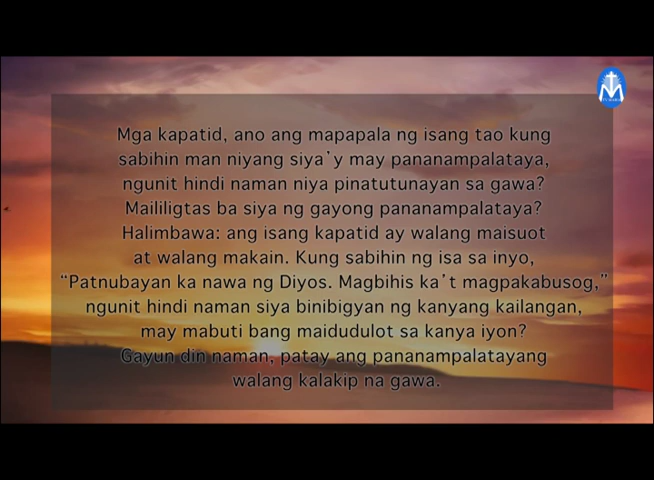 Mga kapatid, ano ang mapapala ng isang tao kung
sabihin man niyang siya'y may pananampalataya,
ngunit hindi naman niya pinatutunayan sa gawa?
Maililigtas ba siya ng gayong pananampalataya?
Halimbawa: ang isang kapatid ay walang maisuot
at walang makain. Kung sabihin ng isa sa inyo,
“Patnubayan ka nawa ng Diyos. Magbihis ka't magpakabusog,”
ngunit hindi naman siya binibigyan ng kanyang kailangan,
may mabuti bang maidudulot sa kanya iyon?
Gayun din naman, patay ang pananampalatayang
walang kalakip na gawa.